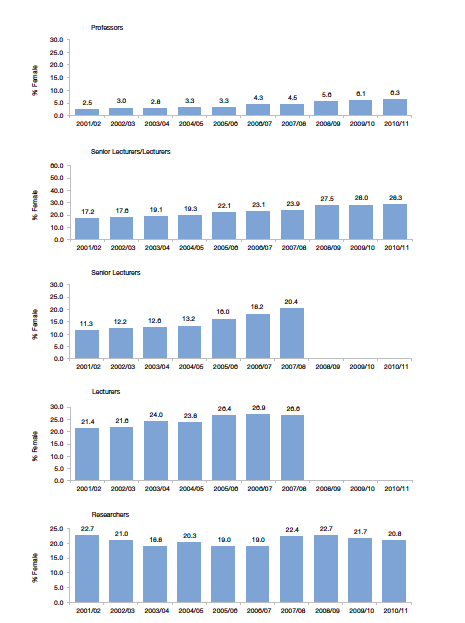 Professors
% Female
30.0
25.0
20.0
15.0
10.0
5.0
0.0
2.5 3.0 2.8 3.3 3.3 4.3 4.5 5.6 6.1 6.3
2001/02 2002/03 2003/04 2004/05 2005/06 2006/07 2007/08 2008/09 2009/10 2010/11
Senior Lecturers/Lecturers
% Female
60.0
50.0
40.0
30.0
20.0
10.0
0.0
17.2 17.6 19.1 19.3 22.1 23.1 23.9 27.5 28.0 28.3
2001/02 2002/03 2003/04 2004/05 2005/06 2006/07 2007/08 2008/09 2009/10 2010/11
Senior Lecturers
% Female
30.0
25.0
20.0
15.0
10.0
5.0
0.0
11.3 12.2 12.6 13.2 16.0 18.2 20.4
2001/02 2002/03 2003/04 2004/05 2005/06 2006/07 2007/08 2008/09 2009/10 2010/11
Lecturers
% Female
30.0
25.0
20.0
15.0
10.0
5.0
0.0
21.4 21.6 24.0 23.8 26.4 26.9 26.6
2001/02 2002/03 2003/04 2004/05 2005/06 2006/07 2007/08 2008/09 2009/10 2010/11
Researchers
% Female
25.0
20.0
15.0
10.0
5.0
0.0
22.7 21.0 18.8 20.3 19.0 19.0 22.4 22.7 21.7 20.8
2001/02 2002/03 2003/04 2004/05 2005/06 2006/07 2007/08 2008/09 2009/10 2010/11